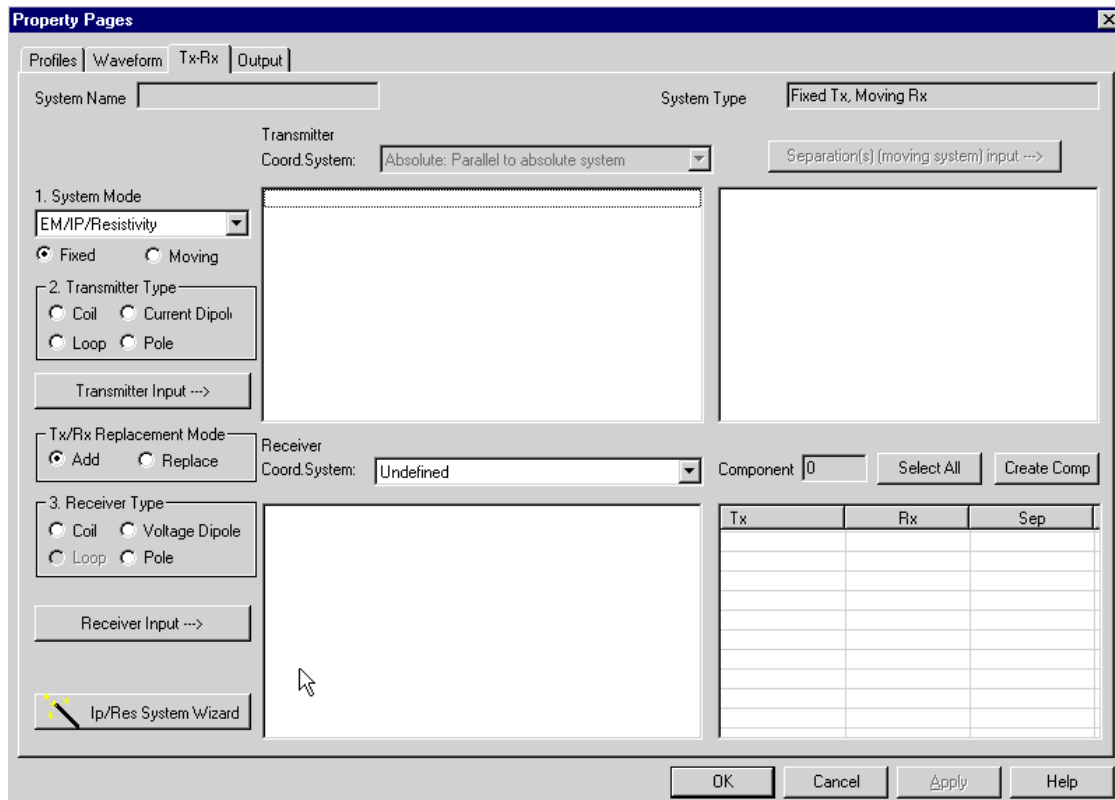 Property Pages
Profiles Waveform Tx-Rx Output
System Name
System Type Fixed Tx, Moving Rx
Transmitter
Coord.System: Absolute: Parallel to absolute system
Separation(s) (moving system) input --->
1. System Mode
EM/IP/Resistivity
Fixed Moving
2. Transmitter Type
Coil Current Dipol
Loop Pole
Transmitter Input --->
Tx/Rx Replacement Mode
Add Replace
Receiver
Coord.System: Undefined
Component 0 Select All Create Comp
3. Receiver Type
Coil Voltage Dipole
Loop Pole
Receiver Input --->
Ip/Res System Wizard
Tx Rx Sep
OK Cancel Apply Help